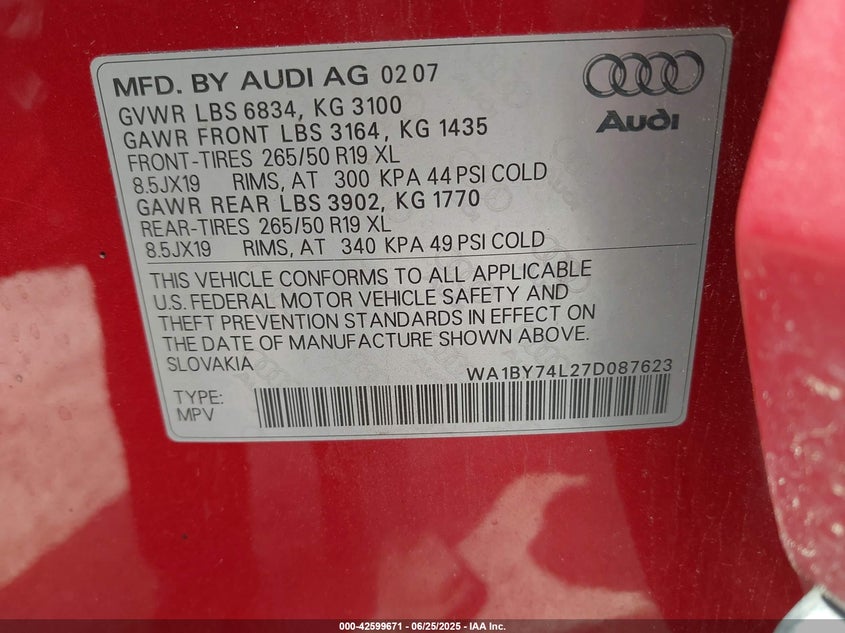 MFD. BY AUDI AG 02 07
GVWR LBS 6834, KG 3100
GAWR FRONT LBS 3164, KG 1435
FRONT-TIRES 265/50 R19 XL
8.5JX19 RIMS, AT 300 KPA 44 PSI COLD
GAWR REAR LBS 3902, KG 1770
REAR-TIRES 265/50 R19 XL
8.5JX19 RIMS, AT 340 KPA 49 PSI COLD
Audi
THIS VEHICLE CONFORMS TO ALL APPLICABLE
U.S. FEDERAL MOTOR VEHICLE SAFETY AND
THEFT PREVENTION STANDARDS IN EFFECT ON
THE DATE OF MANUFACTURE SHOWN ABOVE.
SLOVAKIA
WA1BY74L27D087623
TYPE:
MPV
000-42599671 / 06/25/2025 - IAA Inc.